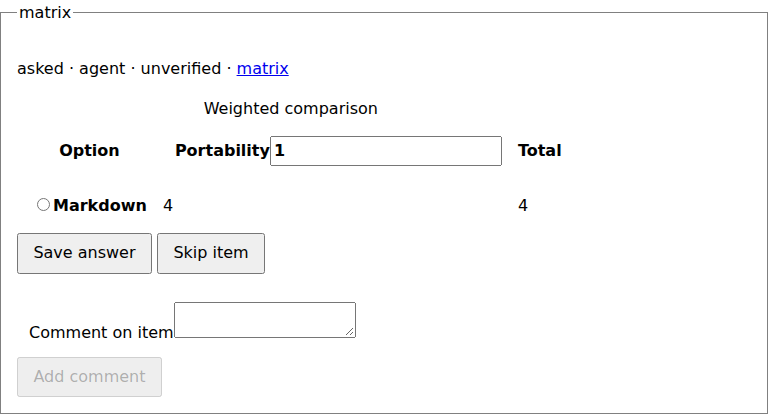 matrix
asked · agent · unverified · matrix
Weighted comparison
Option Portability 1 Total
Markdown 4 4
Save answer Skip item
Comment on item
Add comment